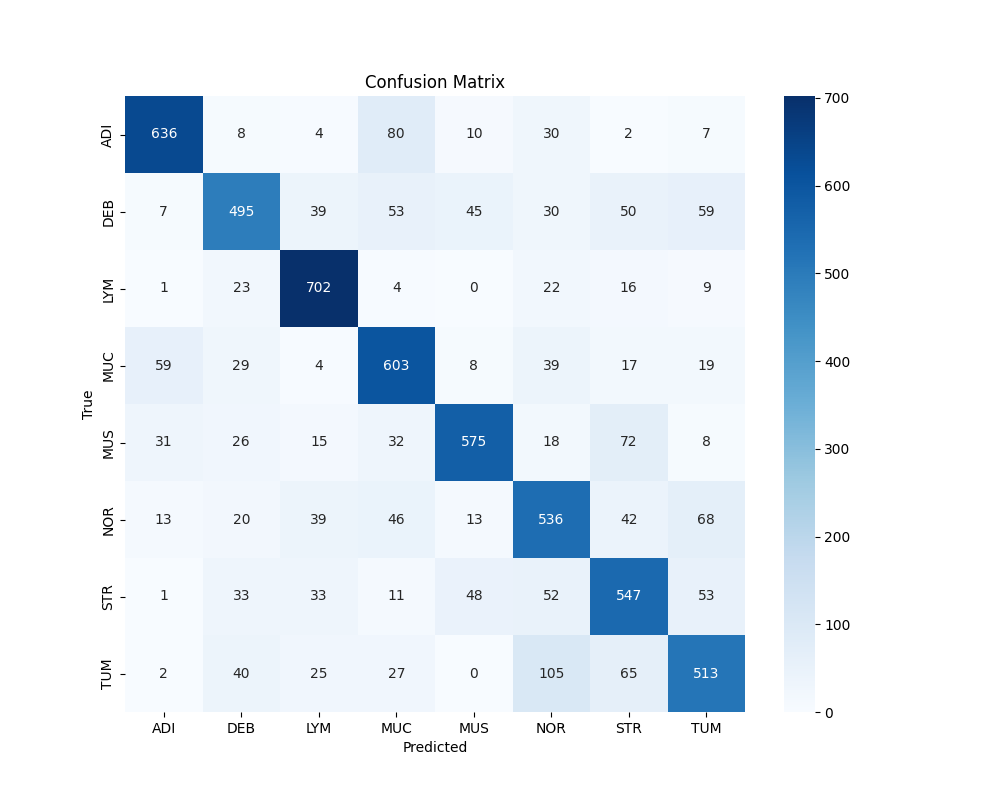 Confusion Matrix
ADI 636 8 4 80 10 30 2 7
DEB 7 495 39 53 45 30 50 59
LYM 1 23 702 4 0 22 16 9
MUC 59 29 4 603 8 39 17 19
MUS 31 26 15 32 575 18 72 8
NOR 13 20 39 46 13 536 42 68
STR 1 33 33 11 48 52 547 53
TUM 2 40 25 27 0 105 65 513
ADI DEB LYM MUC MUS NOR STR TUM
Predicted
True
700
600
500
400
300
200
100
0